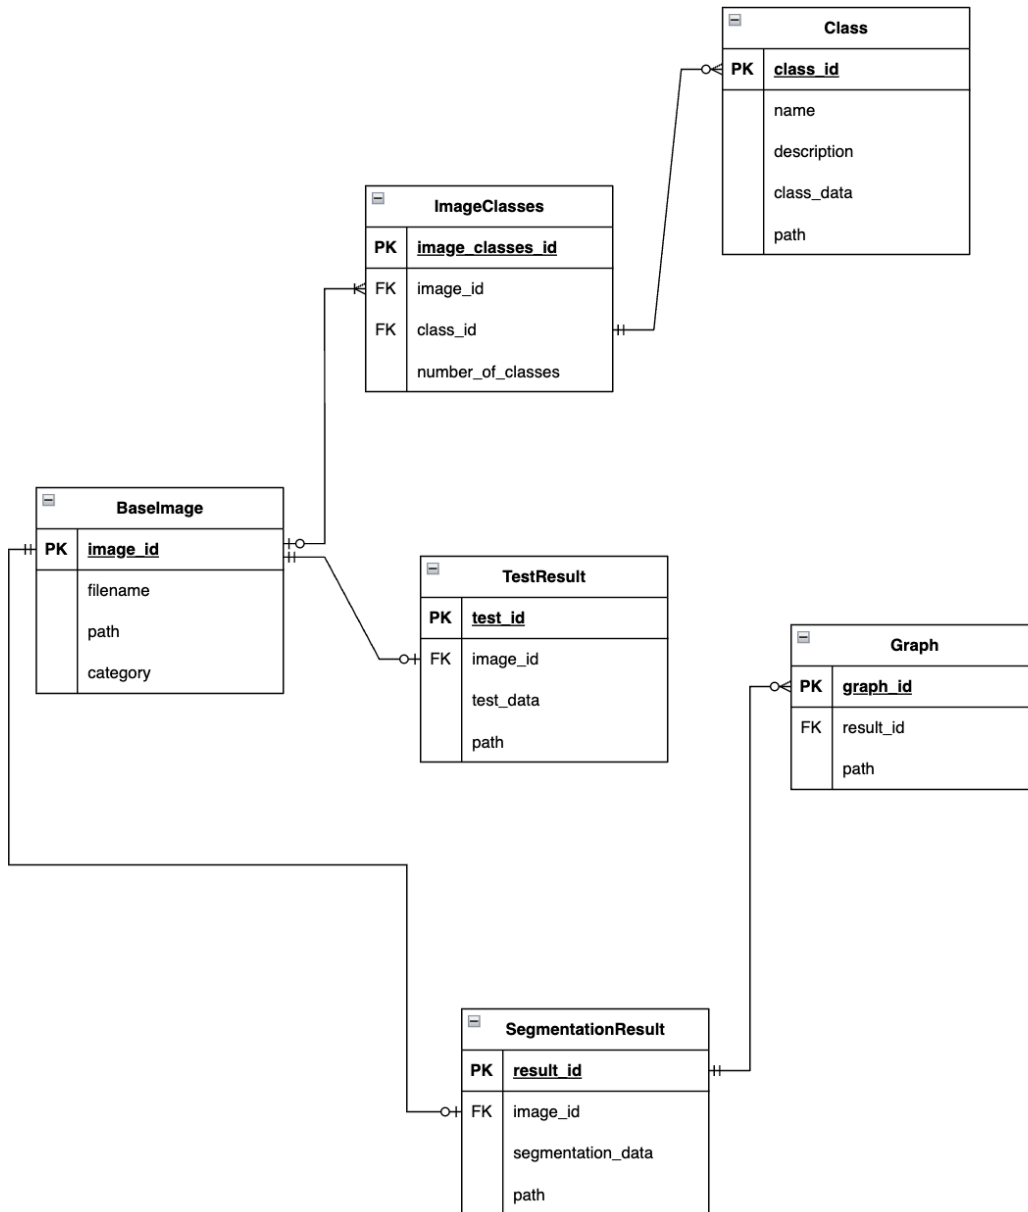 Class
PK class_id
name
description
class_data
path
ImageClasses
PK image_classes_id
FK image_id
FK class_id
number_of_classes
BaseImage
PK image_id
filename
path
category
TestResult
PK test_id
FK image_id
test_data
path
Graph
PK graph_id
FK result_id
path
SegmentationResult
PK result_id
FK image_id
segmentation_data
path